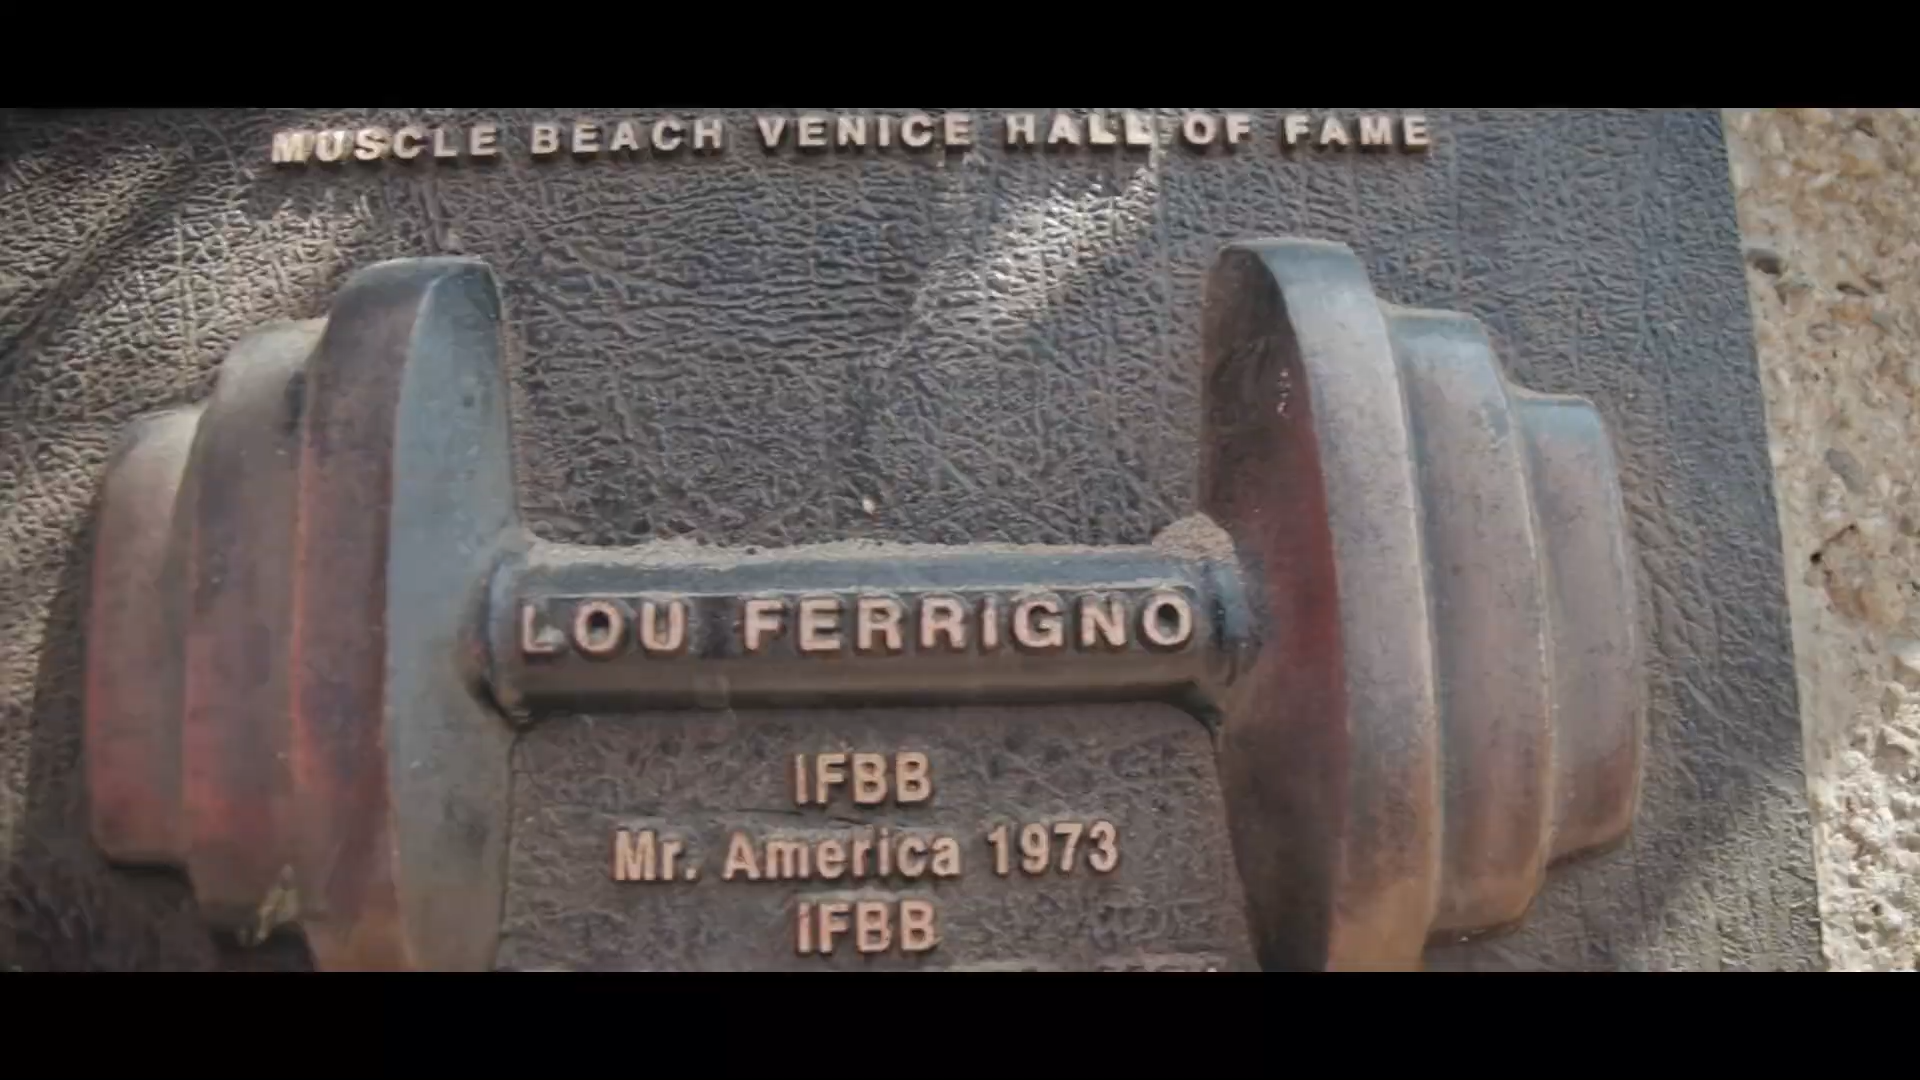 MUSCLE BEACH VENICE HALL OF FAME
LOU FERRIGNO
IFBB
Mr. America 1973
IFBB